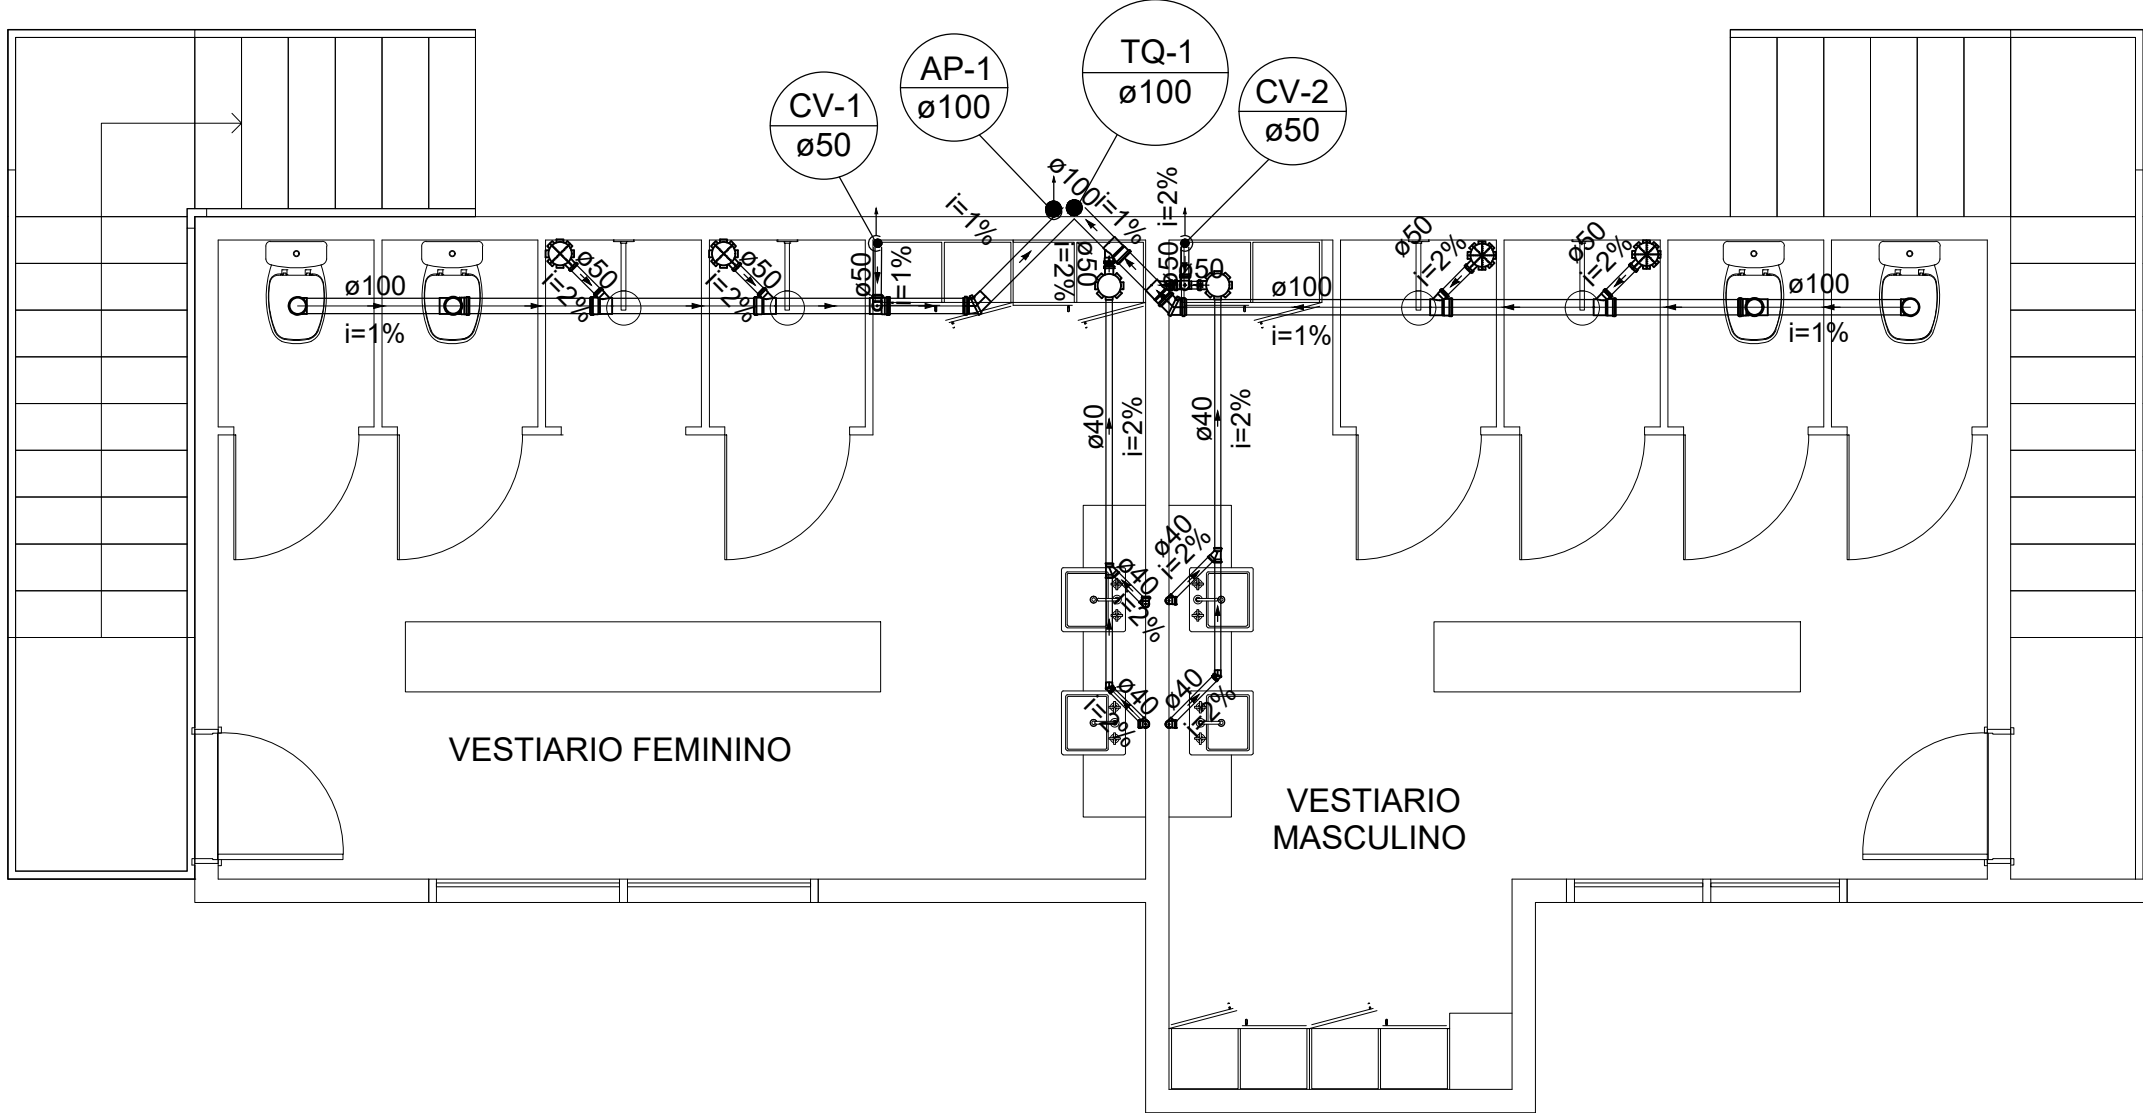 TQ-1
ø100
AP-1
ø100
CV-2
ø50
CV-1
ø50
ø100
i=1%
i=2%
i=1%
ø50
i=2%
ø50
i=2%
ø50
i=1%
i=2%
ø50
ø50
ø50
ø50
i=2%
ø50
i=2%
ø100
i=1%
ø100
i=1%
ø100
i=1%
ø40
i=2%
ø40
i=2%
ø40
i=2%
ø40
i=2%
ø40
i=2%
ø40
i=2%
VESTIARIO FEMININO
VESTIARIO
MASCULINO